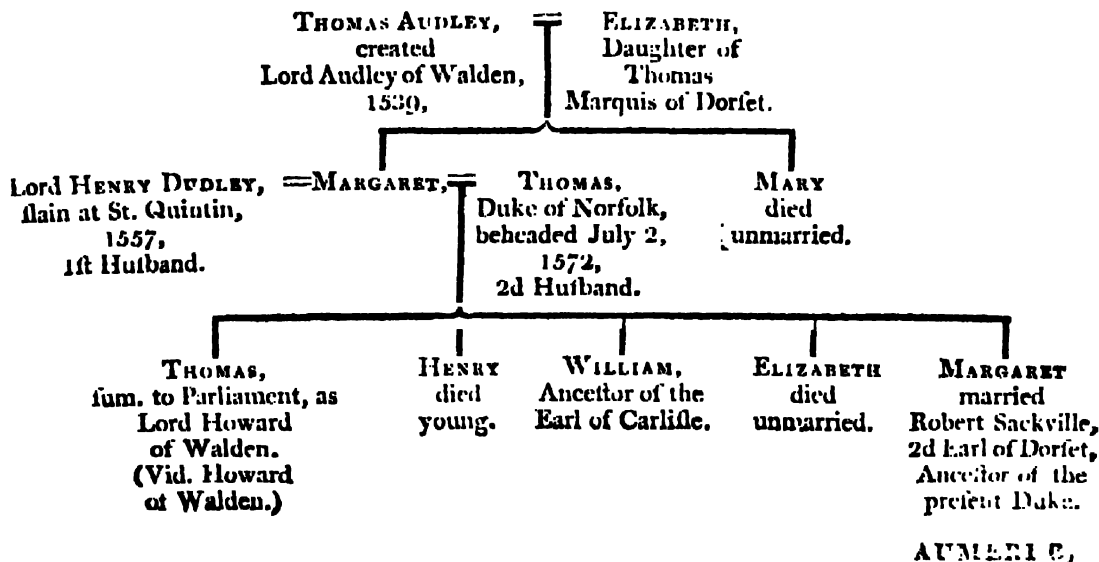 THOMAS AUDLEY,
created
Lord Audley of Walden,
1539,
ELIZABETH,
Daughter of
Thomas
Marquis of Dorſet.
Lord HENRY DUDLEY,
ſlain at St. Quintin,
1557,
1ſt Huſband.
MARGARET,
THOMAS,
Duke of Norfolk,
beheaded July 2,
1572,
2d Huſband.
MARY
died
unmarried.
THOMAS,
ſum. to Parliament, as
Lord Howard
of Walden.
(Vid. Howard
of Walden.)
HENRY
died
young.
WILLIAM,
Anceſtor of the
Earl of Carliſle.
ELIZABETH
died
unmarried.
MARGARET
married
Robert Sackville,
2d Earl of Dorſet,
Anceſtor of the
preſent Duke.